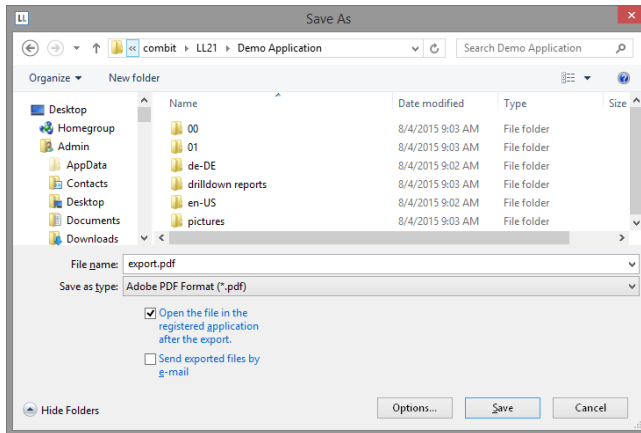 LL
Save As
« combit ▸ LL21 ▸ Demo Application
Search Demo Application
Organize
New folder
Name
Date modified
Type
Size
Desktop
Homegroup
Admin
AppData
Contacts
Desktop
Documents
Downloads
00 8/4/2015 9:03 AM File folder
01 8/4/2015 9:03 AM File folder
de-DE 8/4/2015 9:02 AM File folder
drilldown reports 8/4/2015 9:03 AM File folder
en-US 8/4/2015 9:02 AM File folder
pictures 8/4/2015 9:03 AM File folder
File name: export.pdf
Save as type: Adobe PDF Format (*.pdf)
Open the file in the
registered application
after the export.
Send exported files by
e-mail
Hide Folders
Options...
Save
Cancel